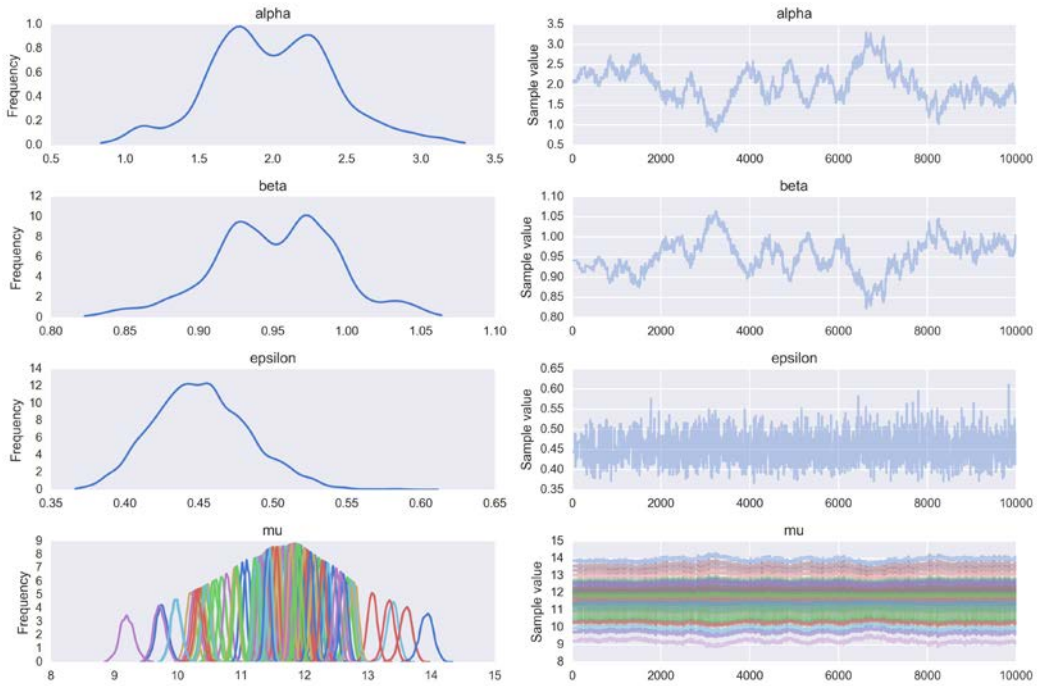 alpha
Frequency
1.0
0.8
0.6
0.4
0.2
0.0
0.5 1.0 1.5 2.0 2.5 3.0 3.5
alpha
Sample value
3.5
3.0
2.5
2.0
1.5
1.0
0.5
0 2000 4000 6000 8000 10000
beta
Frequency
12
10
8
6
4
2
0
0.80 0.85 0.90 0.95 1.00 1.05 1.10
beta
Sample value
1.10
1.05
1.00
0.95
0.90
0.85
0.80
0 2000 4000 6000 8000 10000
epsilon
Frequency
14
12
10
8
6
4
2
0
0.35 0.40 0.45 0.50 0.55 0.60 0.65
epsilon
Sample value
0.65
0.60
0.55
0.50
0.45
0.40
0.35
0 2000 4000 6000 8000 10000
mu
Frequency
9
8
7
6
5
4
3
2
1
0
8 9 10 11 12 13 14 15
mu
Sample value
15
14
13
12
11
10
9
8
0 2000 4000 6000 8000 10000